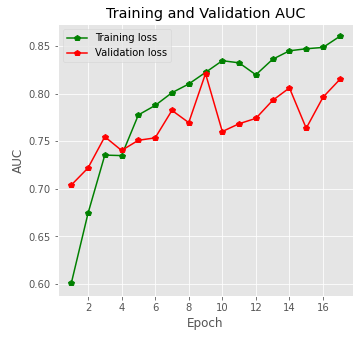 Training and Validation AUC
Training loss
Validation loss
AUC
0.85
0.80
0.75
0.70
0.65
0.60
2 4 6 8 10 12 14 16
Epoch